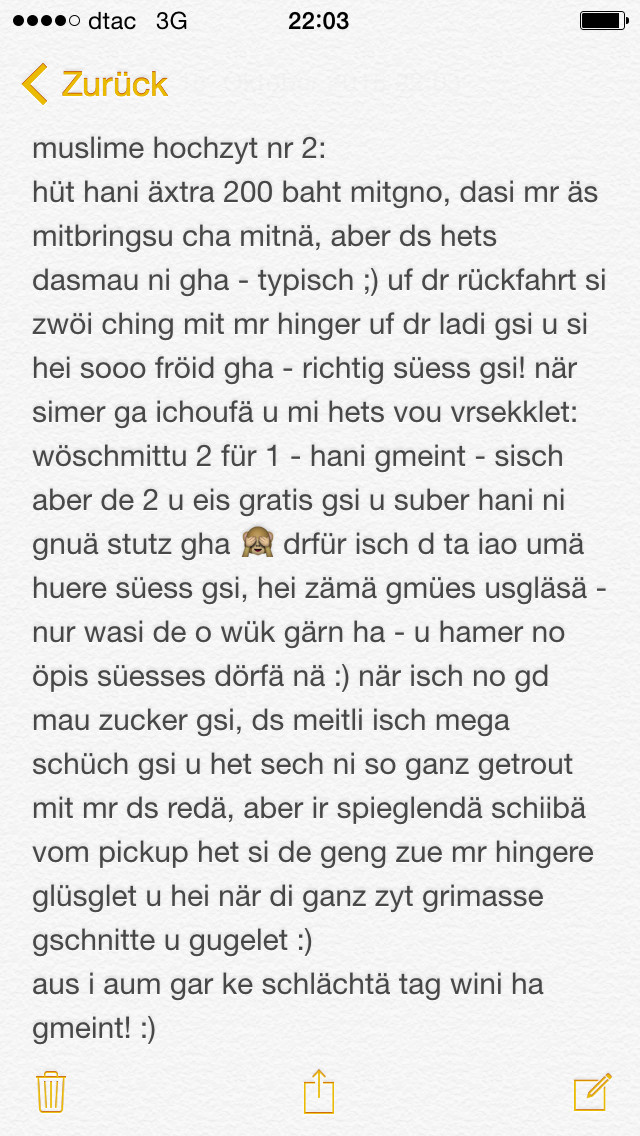 dtac 3G 22:03
Zurück
muslime hochzyt nr 2:
hüt hani äxtra 200 baht mitgno, dasi mr äs
mitbringsu cha mitnä, aber ds hets
dasmau ni gha - typisch ;) uf dr rückfahrt si
zwöi ching mit mr hinger uf dr ladi gsi u si
hei sooo fröid gha - richtig süess gsi! när
simer ga ichoufä u mi hets vou vrsekklet:
wöschmittu 2 für 1 - hani gmeint - sisch
aber de 2 u eis gratis gsi u suber hani ni
gnuä stutz gha 🙈 drfür isch d ta iao umä
huere süess gsi, hei zämä gmües usgläsä -
nur wasi de o wük gärn ha - u hamer no
öpis süesses dörfä nä :) när isch no gd
mau zucker gsi, ds meitli isch mega
schüch gsi u het sech ni so ganz getrout
mit mr ds redä, aber ir spieglendä schiibä
vom pickup het si de geng zue mr hingere
glüsglet u hei när di ganz zyt grimasse
gschnitte u gugelet :)
aus i aum gar ke schlächtä tag wini ha
gmeint! :)